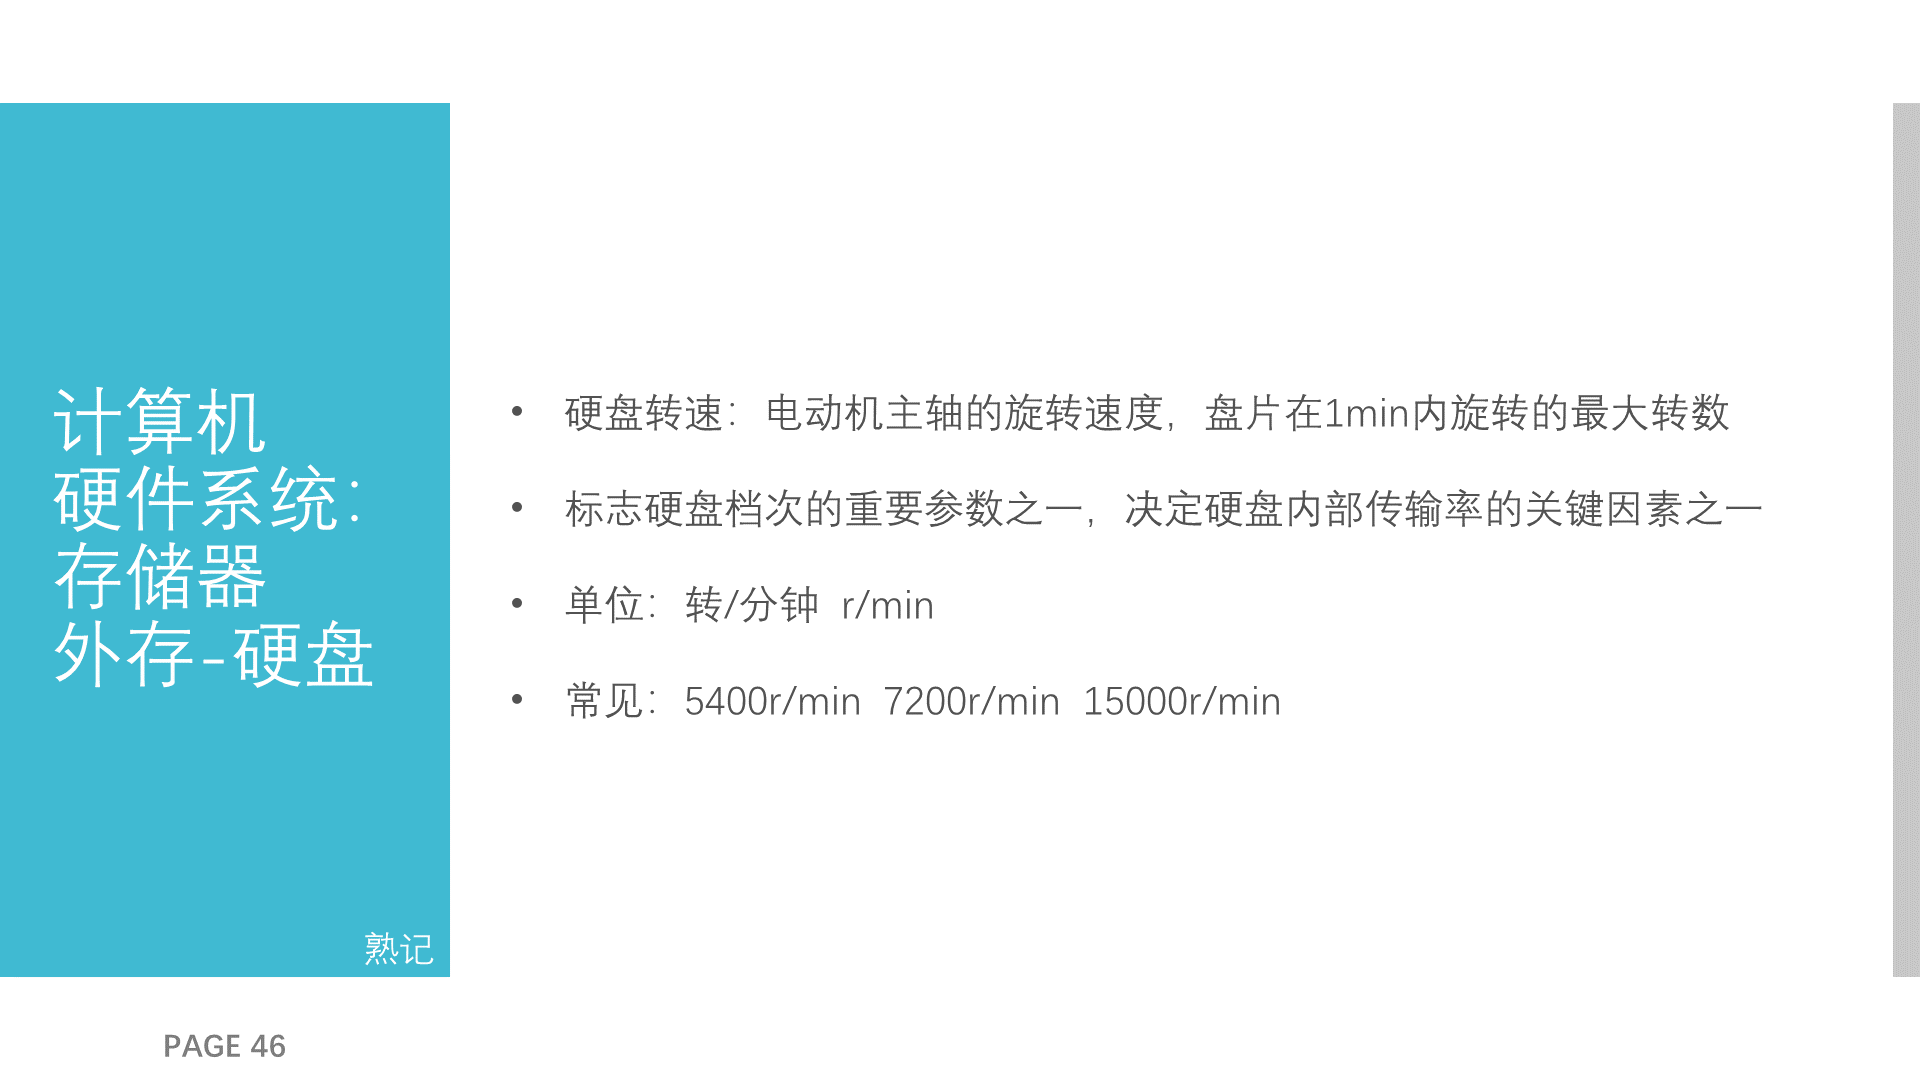 计算机
硬件系统：
存储器
外存-硬盘
熟记
• 硬盘转速：电动机主轴的旋转速度，盘片在1min内旋转的最大转数
• 标志硬盘档次的重要参数之一，决定硬盘内部传输率的关键因素之一
• 单位：转/分钟 r/min
• 常见：5400r/min 7200r/min 15000r/min
PAGE 46